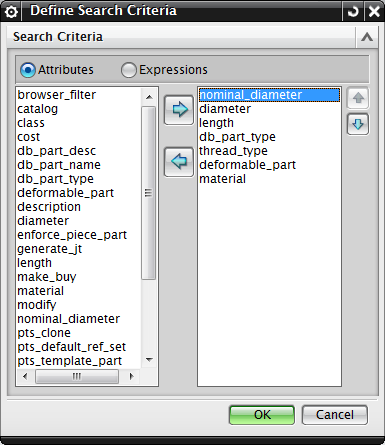 Define Search Criteria
Search Criteria
Attributes
Expressions
browser_filter
catalog
class
cost
db_part_desc
db_part_name
db_part_type
deformable_part
description
diameter
enforce_piece_part
generate_jt
length
make_buy
material
modify
nominal_diameter
pts_clone
pts_default_ref_set
pts_template_part
nominal_diameter
diameter
length
db_part_type
thread_type
deformable_part
material
OK
Cancel